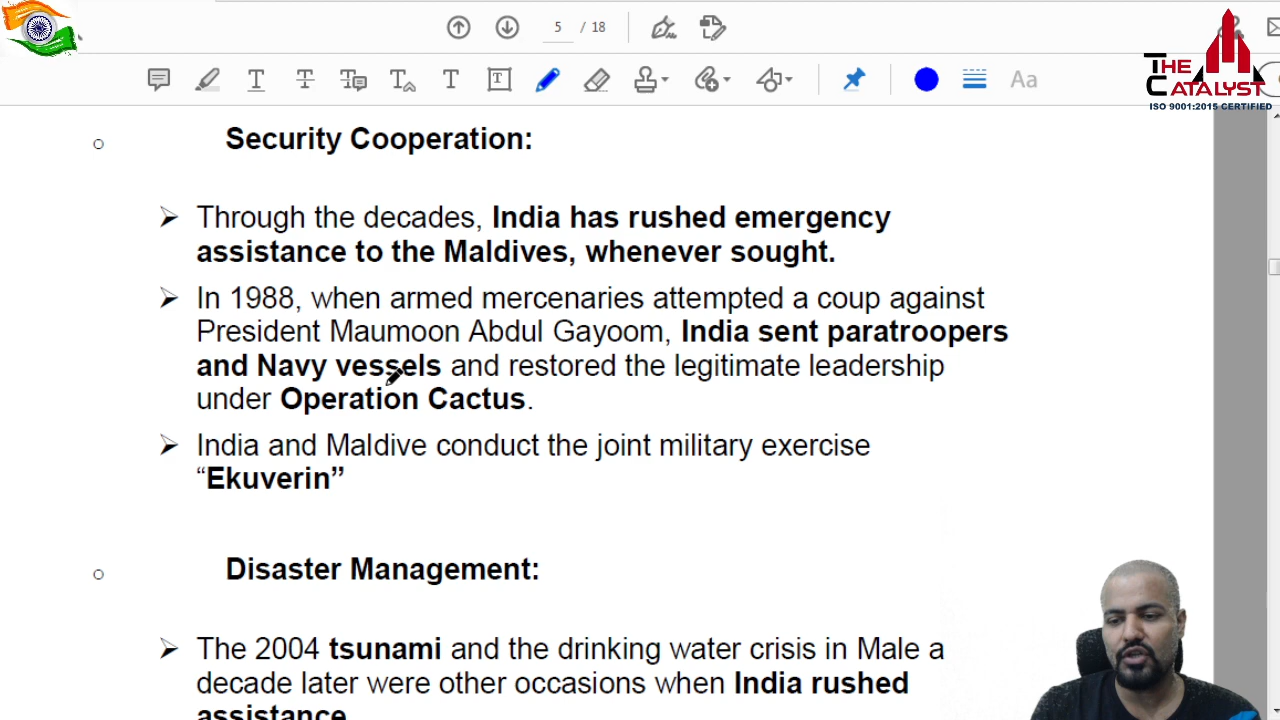 5 / 18
THE
CATALYST
ISO 9001:2015 CERTIFIED
T T T T T T Aa
Security Cooperation:
Through the decades, India has rushed emergency
assistance to the Maldives, whenever sought.
In 1988, when armed mercenaries attempted a coup against
President Maumoon Abdul Gayoom, India sent paratroopers
and Navy vessels and restored the legitimate leadership
under Operation Cactus.
India and Maldive conduct the joint military exercise
“Ekuverin”
Disaster Management:
The 2004 tsunami and the drinking water crisis in Male a
decade later were other occasions when India rushed
assistance